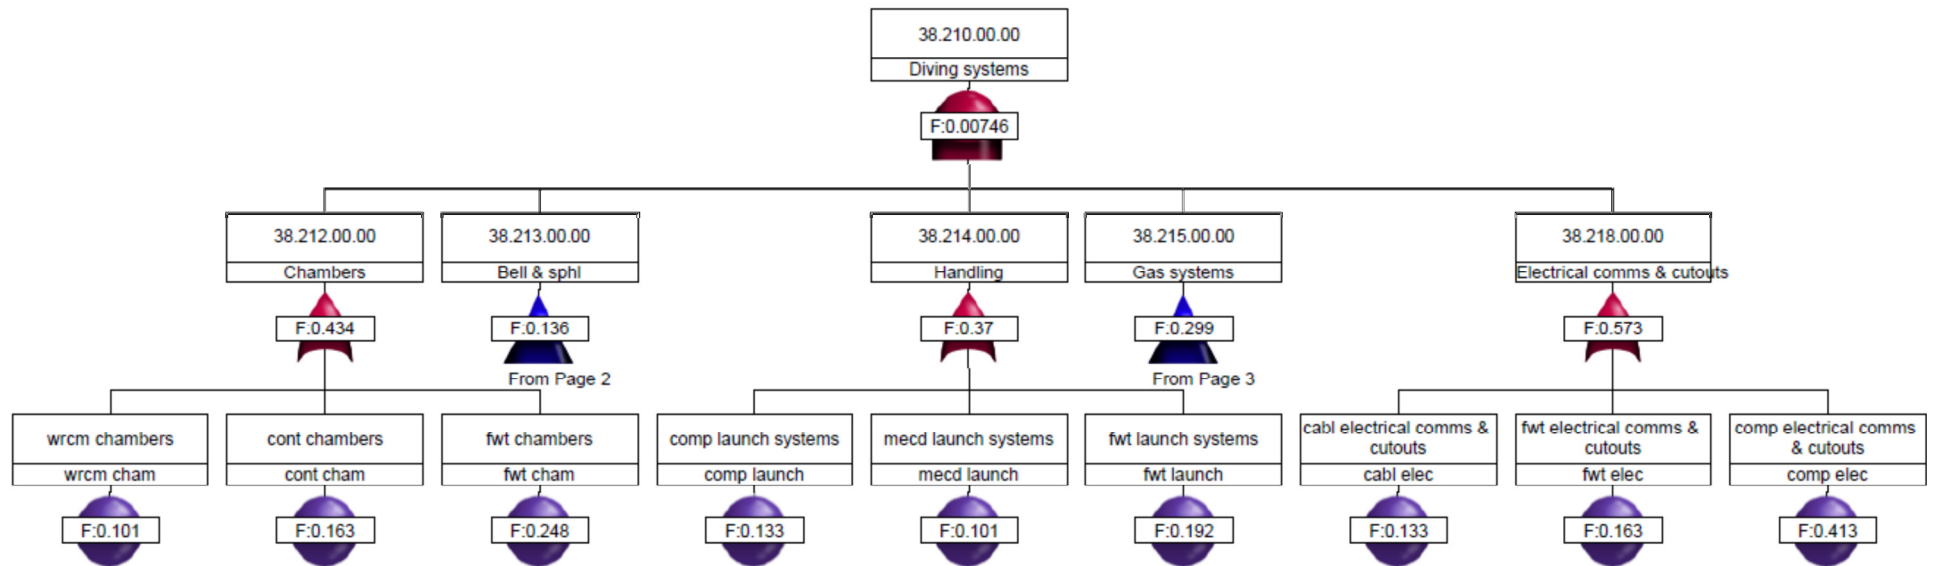 38.210.00.00
Diving systems
F:0.00746
38.212.00.00
Chambers
F:0.434
38.213.00.00
Bell & sphl
F:0.136
From Page 2
38.214.00.00
Handling
F:0.37
38.215.00.00
Gas systems
F:0.299
From Page 3
38.218.00.00
Electrical comms & cutouts
F:0.573
wrcm chambers
wrcm cham
F:0.101
cont chambers
cont cham
F:0.163
fwt chambers
fwt cham
F:0.248
comp launch systems
comp launch
F:0.133
mecd launch systems
mecd launch
F:0.101
fwt launch systems
fwt launch
F:0.192
cabl electrical comms &
cutouts
cabl elec
F:0.133
fwt electrical comms &
cutouts
fwt elec
F:0.163
comp electrical comms
& cutouts
comp elec
F:0.413